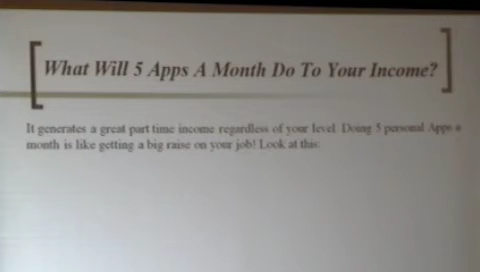 What Will 5 Apps A Month Do To Your Income?
It generates a great part time income regardless of your level. Doing 5 personal Apps a
month is like getting a big raise on your job! Look at this: